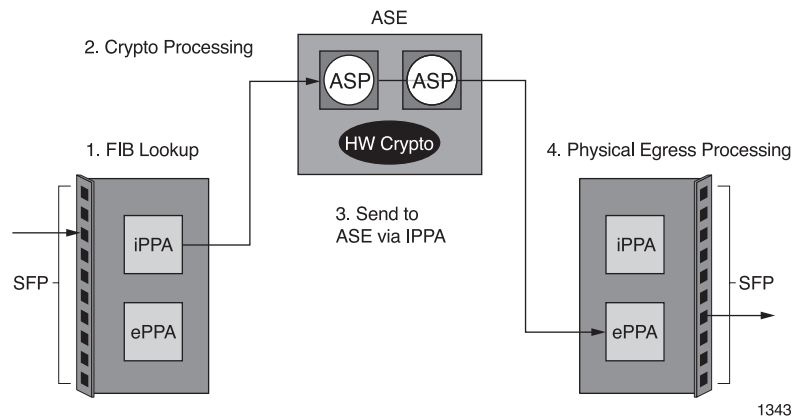 ASE
2. Crypto Processing
ASP
ASP
HW Crypto
1. FIB Lookup
4. Physical Egress Processing
3. Send to
ASE via IPPA
iPPA
iPPA
SFP
SFP
ePPA
ePPA
1343